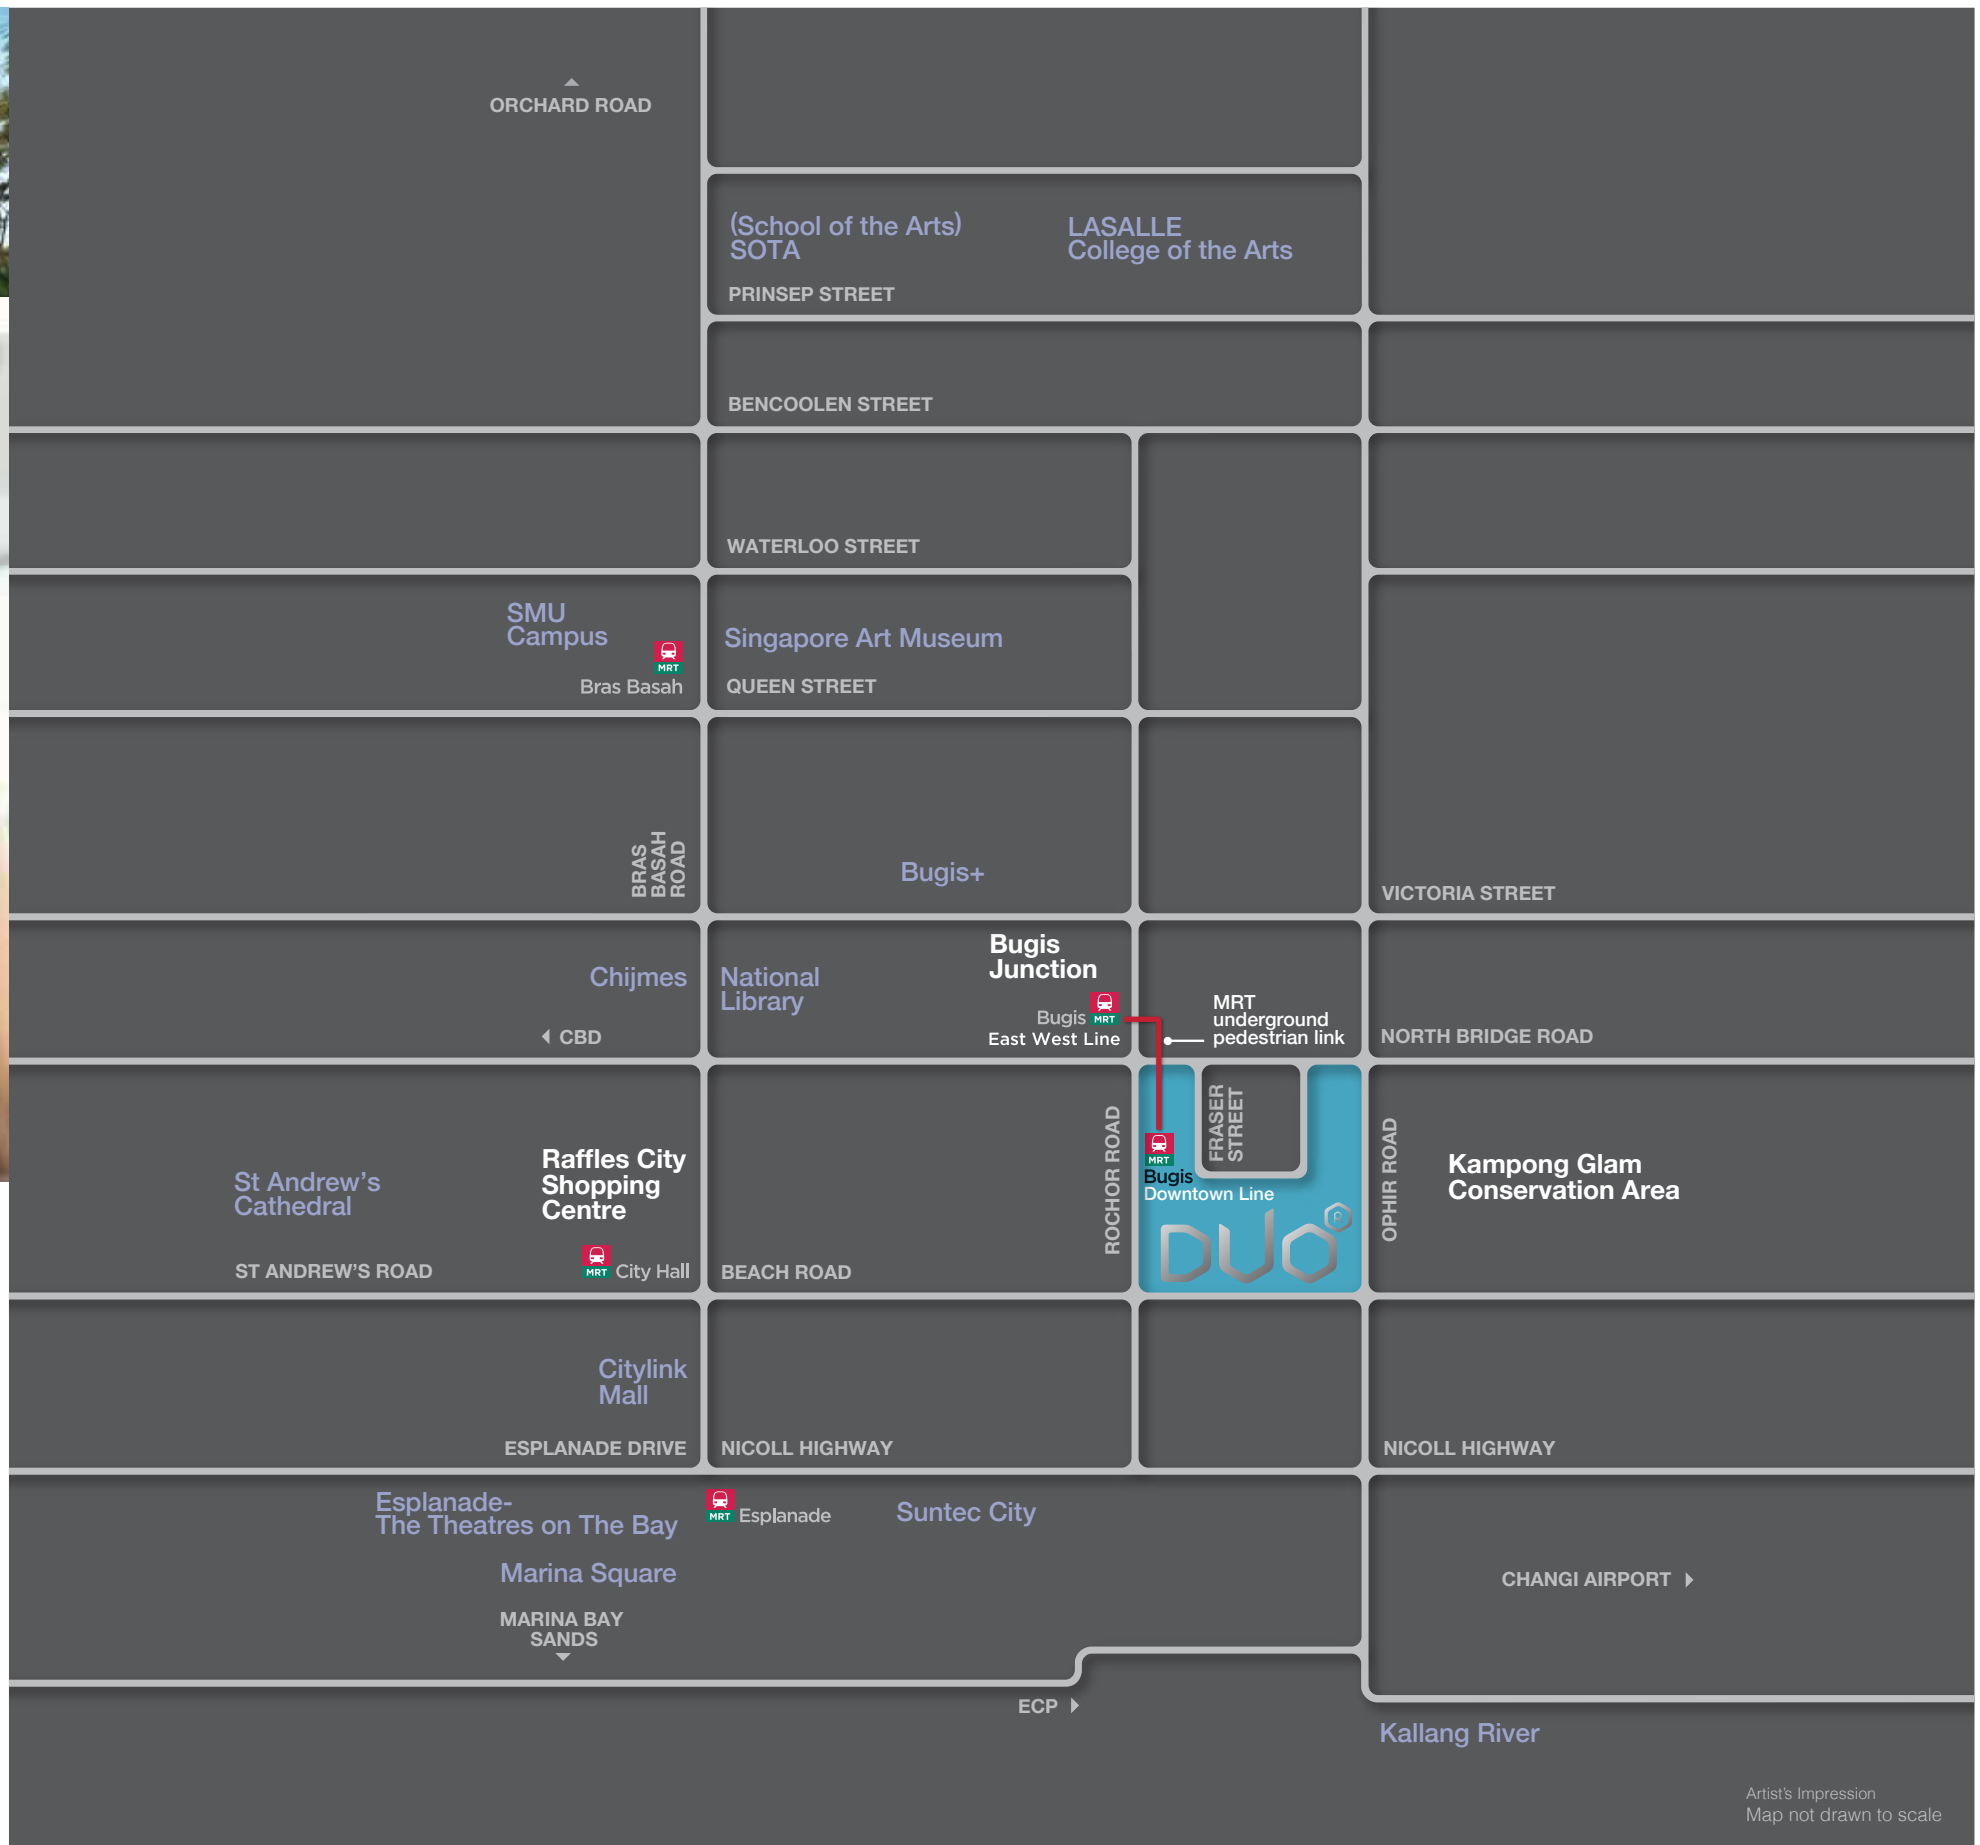 ORCHARD ROAD
(School of the Arts)
SOTA
LASALLE
College of the Arts
PRINSEP STREET
BENCOOLEN STREET
WATERLOO STREET
SMU
Campus
MRT
Bras Basah
Singapore Art Museum
QUEEN STREET
BRAS
BASAH
ROAD
Bugis+
VICTORIA STREET
Chijmes
CBD
National
Library
Bugis
Junction
Bugis MRT
East West Line
MRT
underground
pedestrian link
NORTH BRIDGE ROAD
St Andrew's
Cathedral
ST ANDREW'S ROAD
Raffles City
Shopping
Centre
MRT City Hall
BEACH ROAD
ROCHOR ROAD
FRASER
STREET
MRT
Bugis
Downtown Line
DUO R
OPHIR ROAD
Kampong Glam
Conservation Area
Citylink
Mall
ESPLANADE DRIVE
NICOLL HIGHWAY
NICOLL HIGHWAY
Esplanade-
The Theatres on The Bay
MRT Esplanade
Suntec City
Marina Square
MARINA BAY
SANDS
CHANGI AIRPORT
ECP
Kallang River
Artist's Impression
Map not drawn to scale